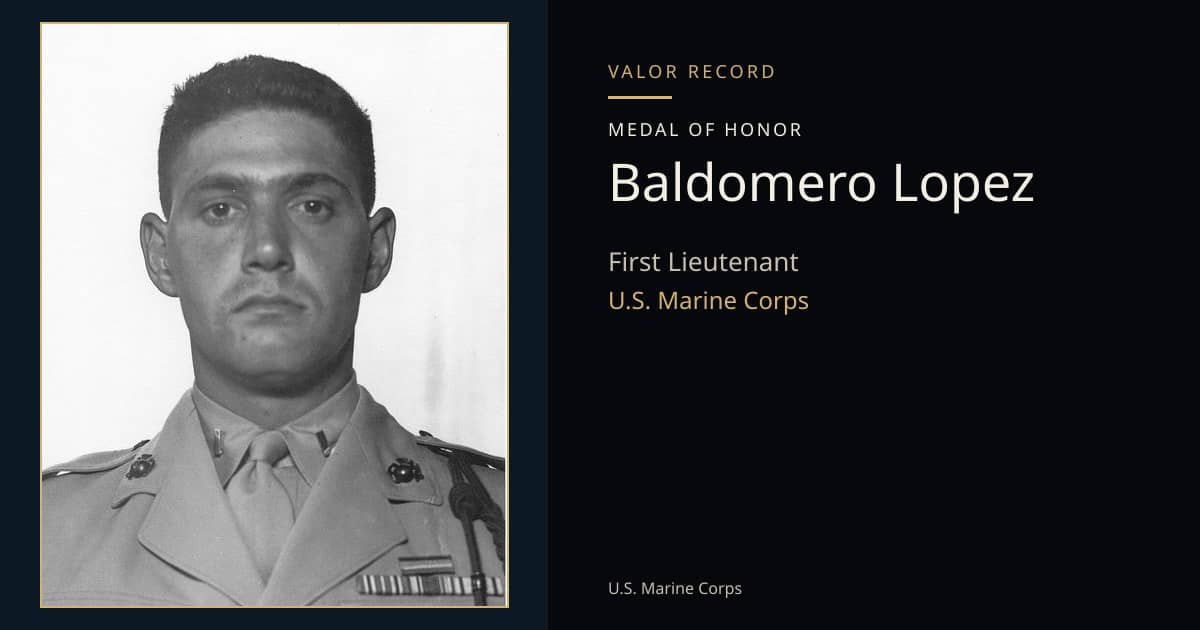 VALOR RECORD
MEDAL OF HONOR
Baldomero Lopez
First Lieutenant
U.S. Marine Corps
U.S. Marine Corps